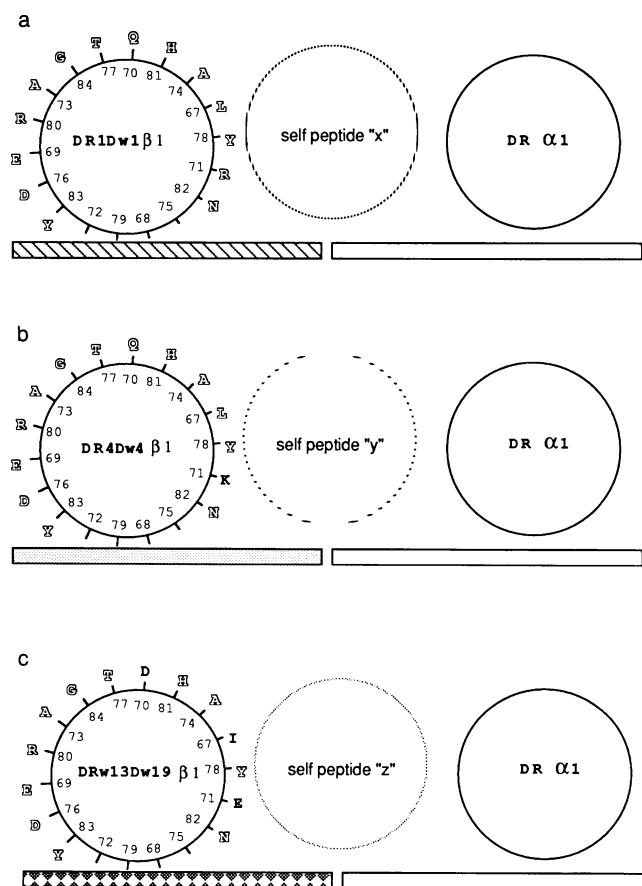 a
T Q H
G A
A L
R Y
E R
D N
Y
77 70 81
84 74
73 67
80 78
69 71
76 82
83 75
72 79 68
DR1Dw1 β1
self peptide "x"
DR α1
b
T Q H
G A
A L
R Y
E K
D N
Y
77 70 81
84 74
73 67
80 78
69 71
76 82
83 75
72 79 68
DR4Dw4 β1
self peptide "y"
DR α1
c
T D H
G A
A I
R Y
E E
D N
Y
77 70 81
84 74
73 67
80 78
69 71
76 82
83 75
72 79 68
DRw13Dw19 β1
self peptide "z"
DR α1